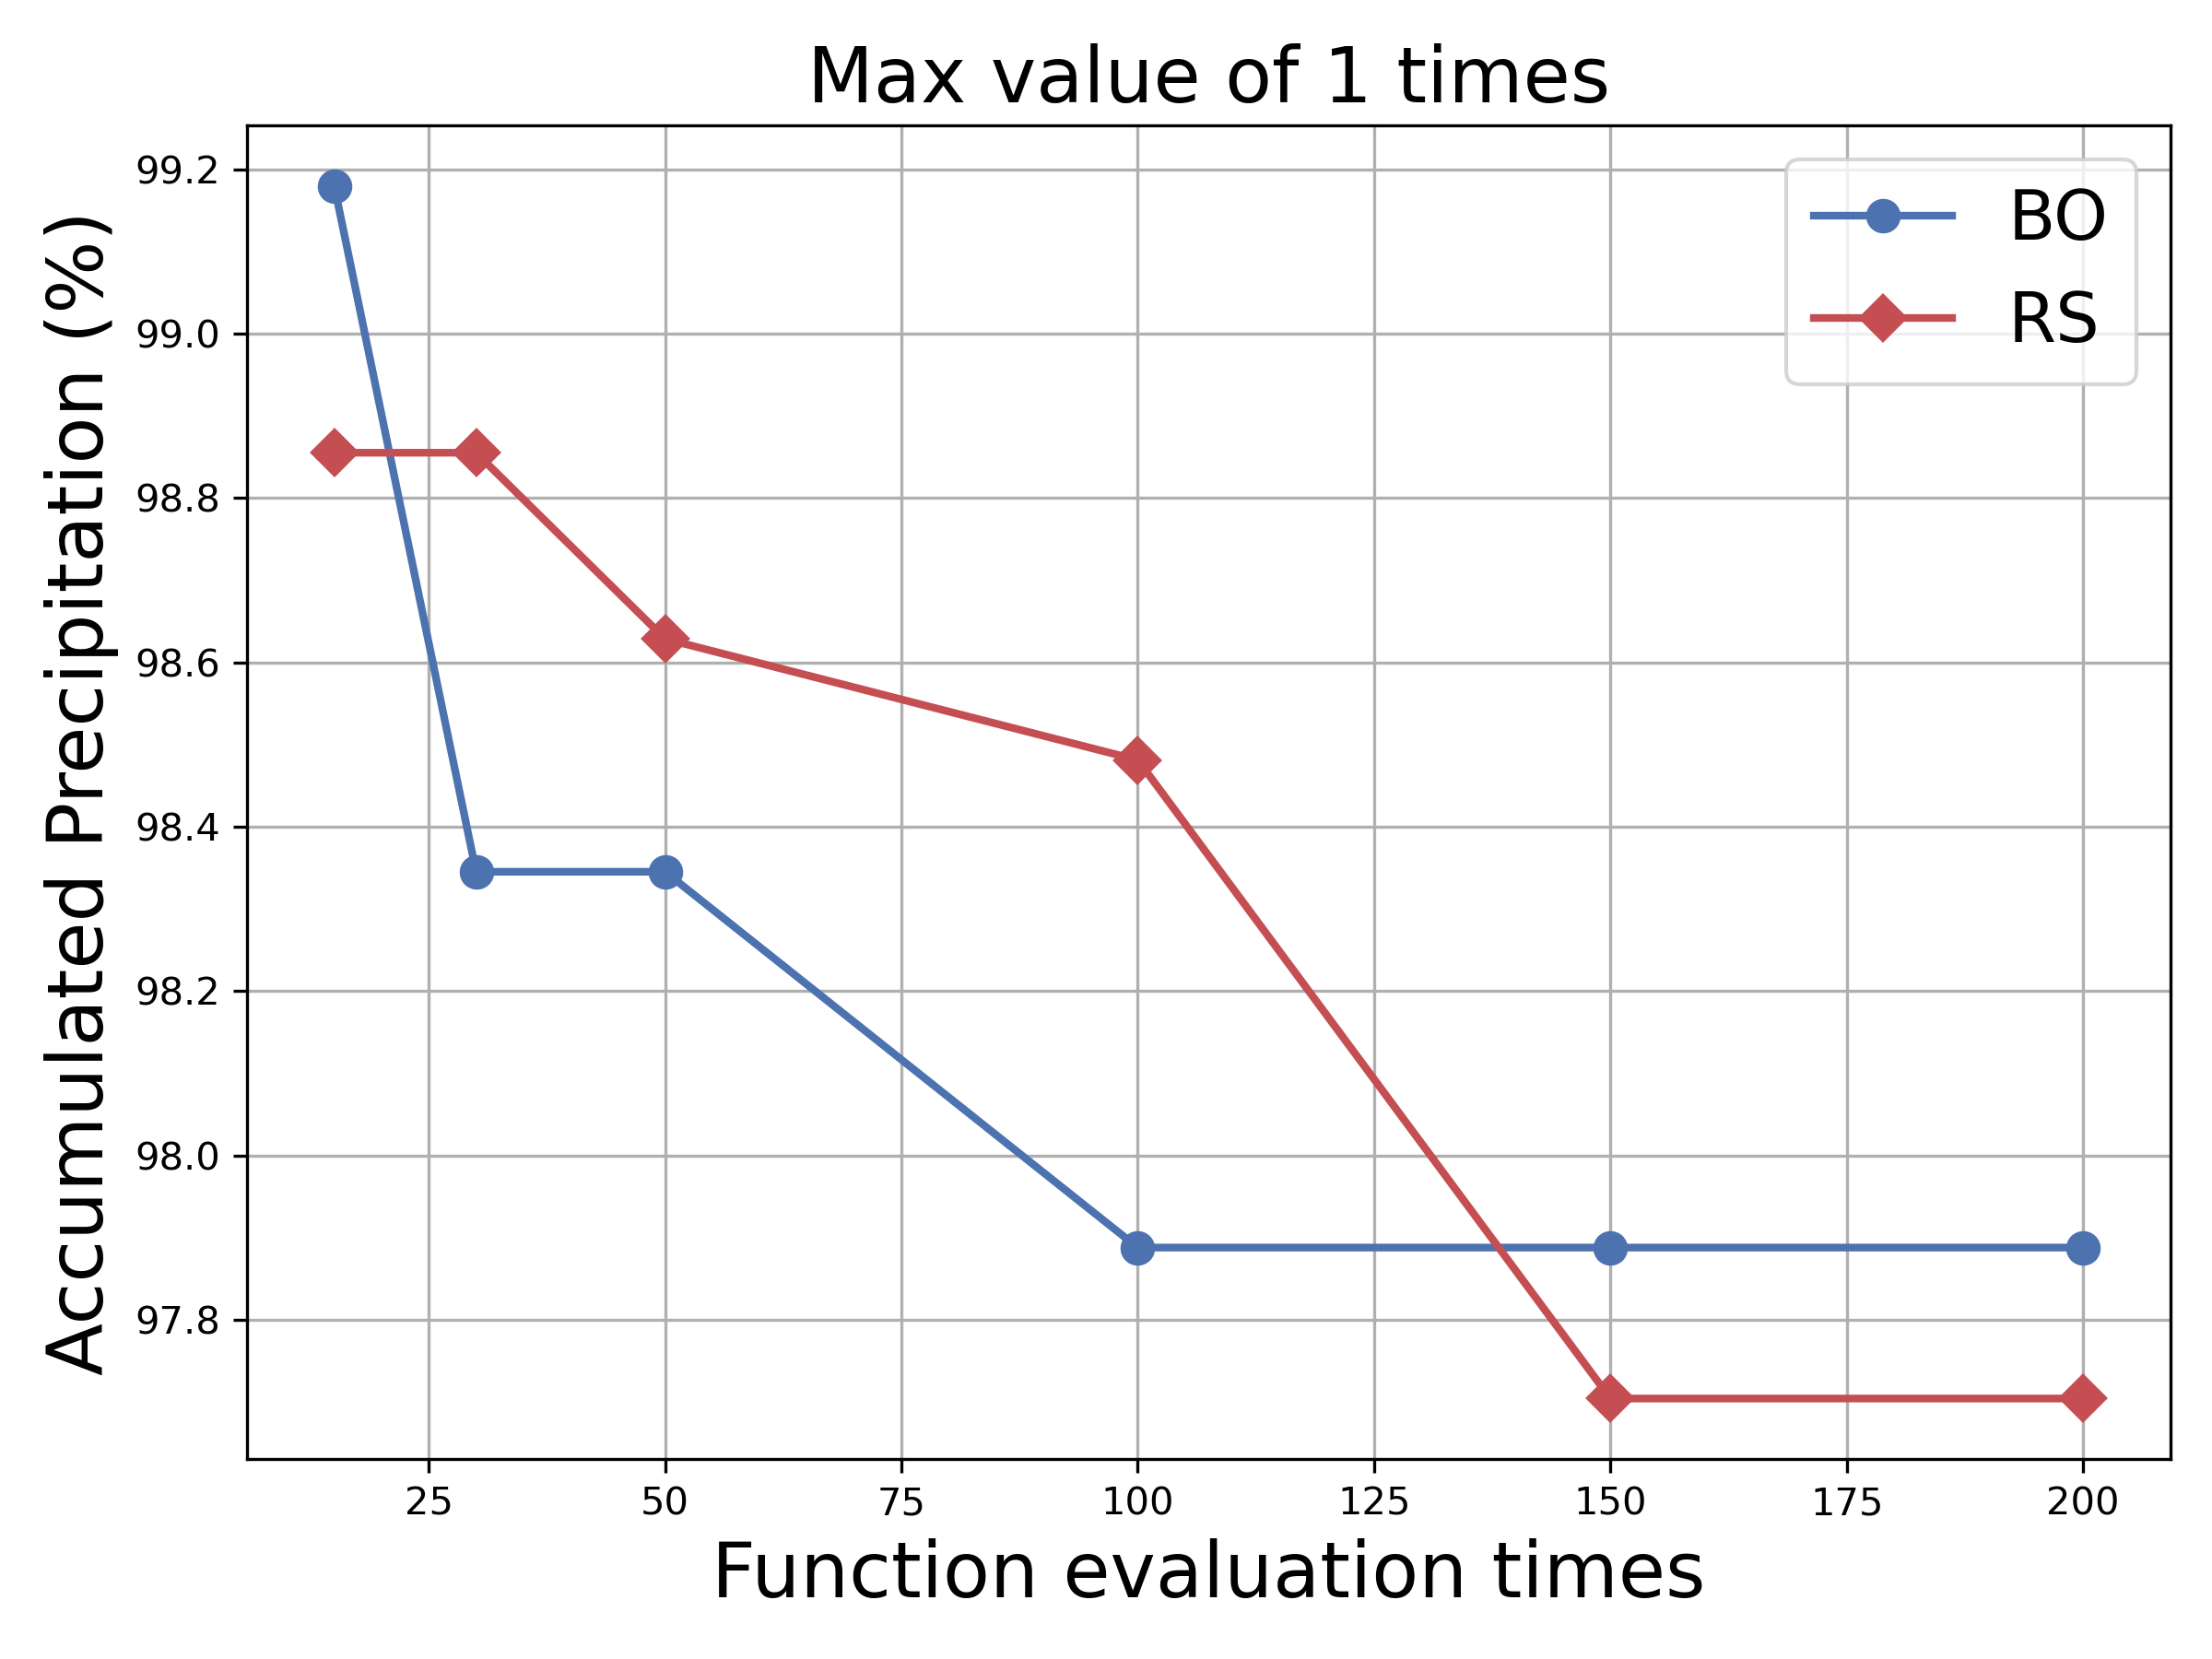 Max value of 1 times
BO
RS
Accumulated Precipitation (%)
99.2
99.0
98.8
98.6
98.4
98.2
98.0
97.8
25 50 75 100 125 150 175 200
Function evaluation times